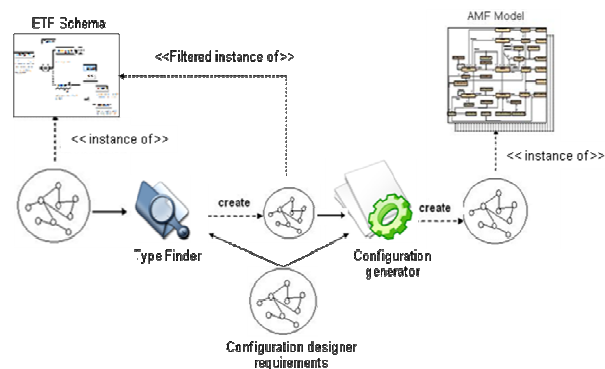 ETF Schema
AMF Model
<<Filtered instance of>>
<< instance of>>
<< instance of>>
create
create
Type Finder
Configuration
generator
Configuration designer
requirements